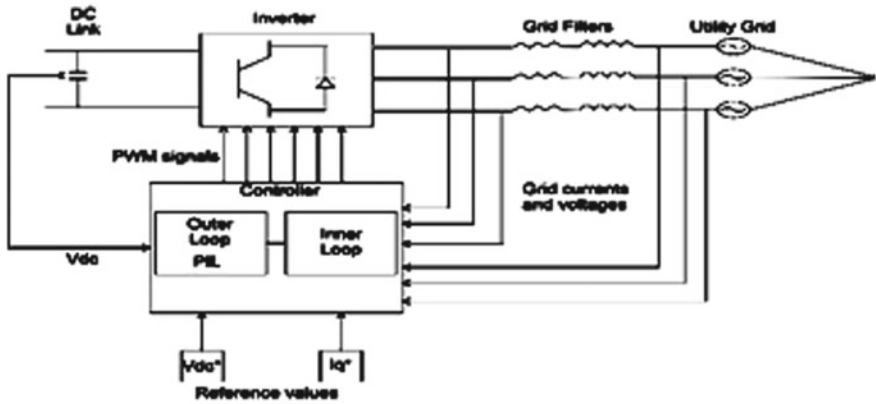 DC
Link
Inverter
Grid Filters
Utility Grid
PWM signals
Controller
Grid currents
and voltages
Outer
Loop
Inner
Loop
Vdc
Vdc*
Iq*
Reference values